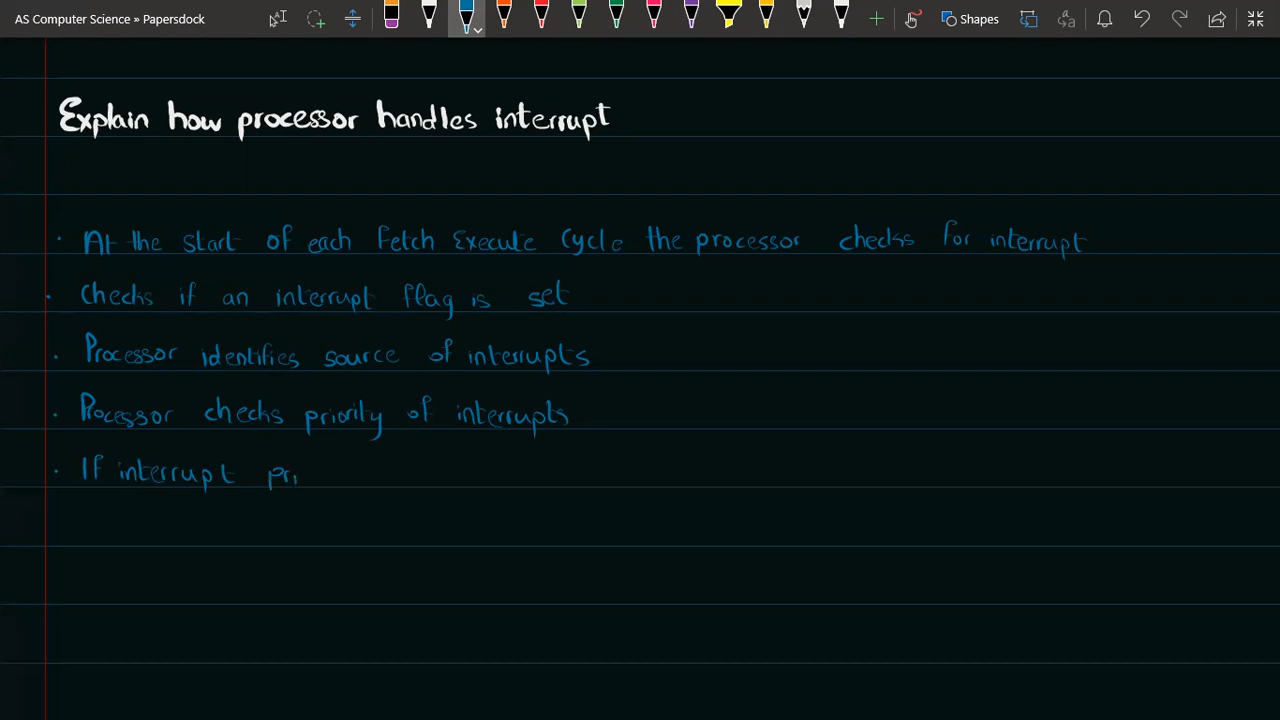 AS Computer Science » Papersdock
Shapes
Explain how processor handles interrupt
• At the start of each Fetch Execute Cycle the processor checks for interrupt
• Checks if an interrupt flag is set
• Processor identifies source of interrupts
• Processor checks priority of interrupts
• If interrupt pri